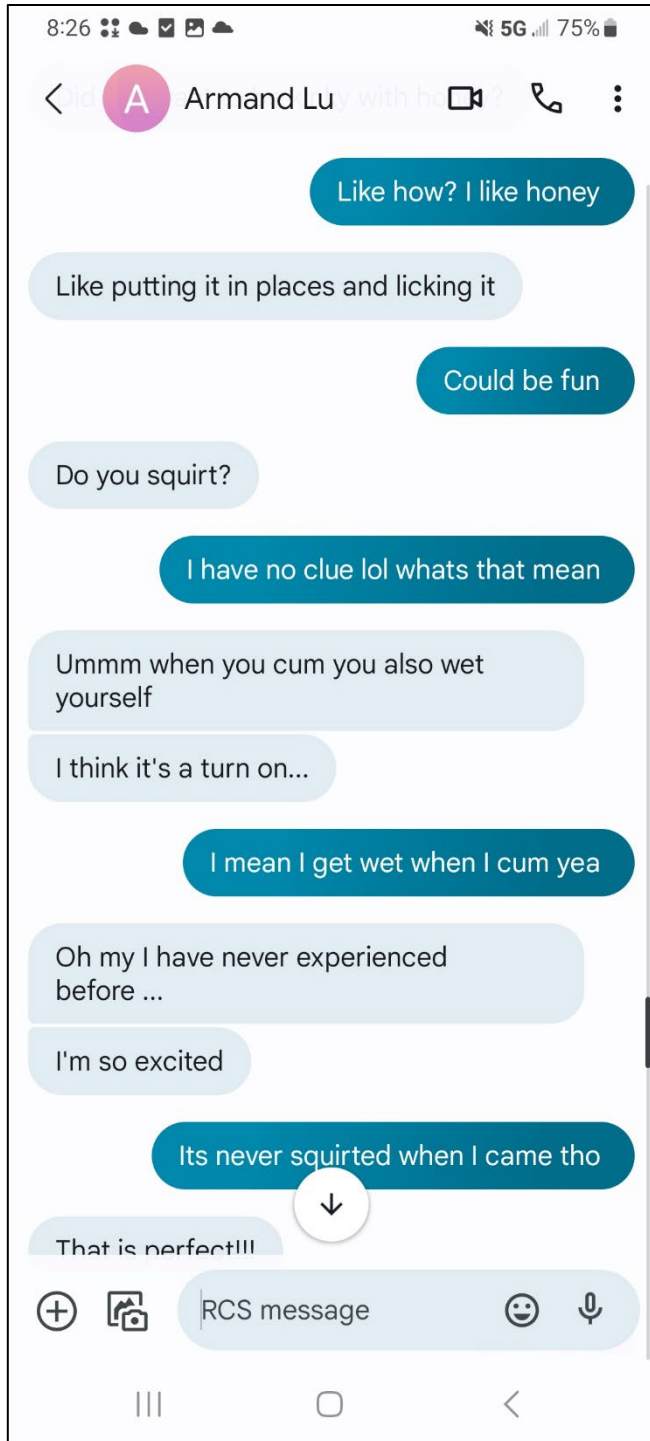 8:26
5G 75%
A Armand Lu
Like how? I like honey
Like putting it in places and licking it
Could be fun
Do you squirt?
I have no clue lol whats that mean
Ummm when you cum you also wet
yourself
I think it's a turn on...
I mean I get wet when I cum yea
Oh my I have never experienced
before ...
I'm so excited
Its never squirted when I came tho
That is perfect!!!
RCS message